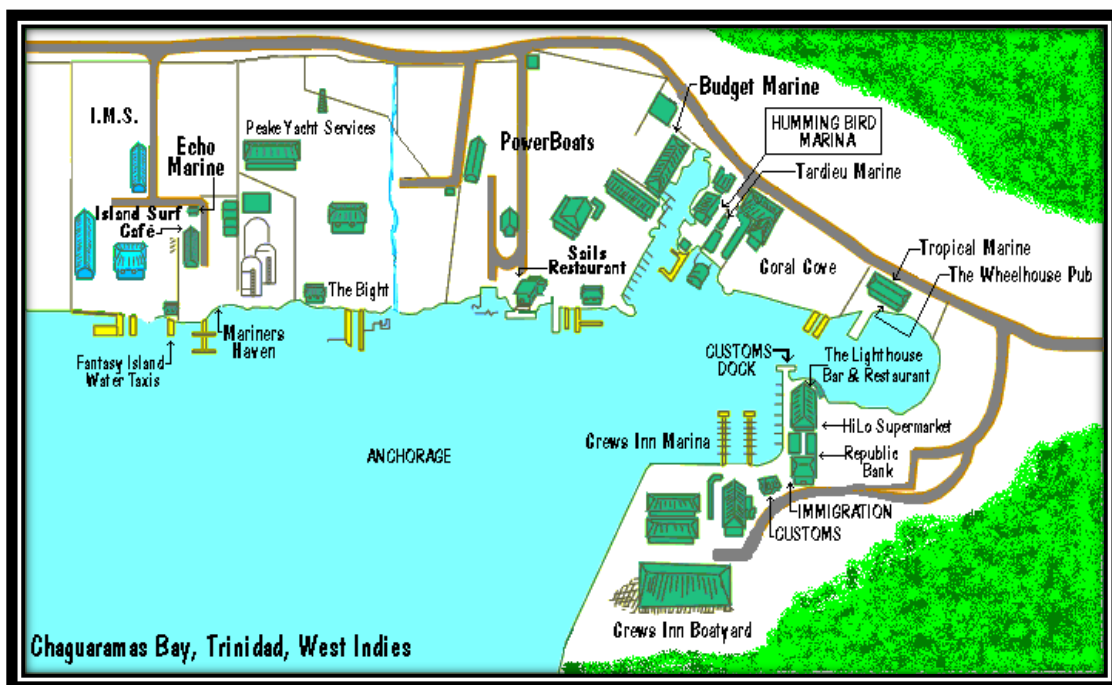 I.M.S.
Echo
Marine
Island Surf
Café
Peake Yacht Services
PowerBoats
Budget Marine
HUMMING BIRD
MARINA
Tardieu Marine
Sails
Restaurant
Coral Cove
Tropical Marine
The Wheelhouse Pub
The Bight
Mariners
Haven
Fantasy Island
Water Taxis
CUSTOMS
DOCK
The Lighthouse
Bar & Restaurant
HiLo Supermarket
Crews Inn Marina
Republic
Bank
ANCHORAGE
IMMIGRATION
CUSTOMS
Crews Inn Boatyard
Chaguaramas Bay, Trinidad, West Indies